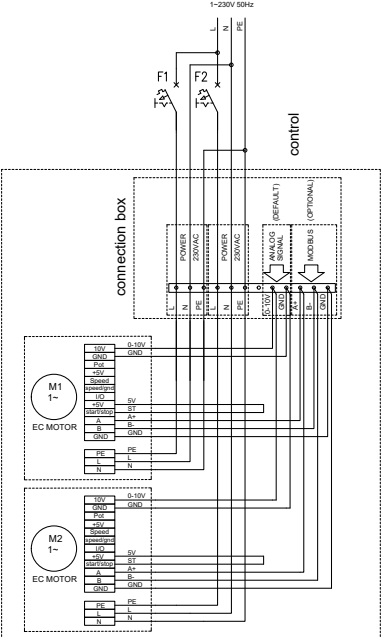 1~230V 50Hz
L
N
PE
F1
F2
control
connection box
POWER
230VAC
POWER
230VAC
ANALOG
SIGNAL
(DEFAULT)
MODBUS
(OPTIONAL)
L
N
PE
L
N
PE
0-10V
GND
A+
B-
GND
M1
1~
EC MOTOR
10V
GND
Pot
+5V
Speed
speed/gnd
I/O
+5V
start/stop
A
B
GND
PE
L
N
0-10V
GND
5V
ST
A+
B-
GND
PE
L
N
M2
1~
EC MOTOR
10V
GND
Pot
+5V
Speed
speed/gnd
I/O
+5V
start/stop
A
B
GND
PE
L
N
0-10V
GND
5V
ST
A+
B-
GND
PE
L
N